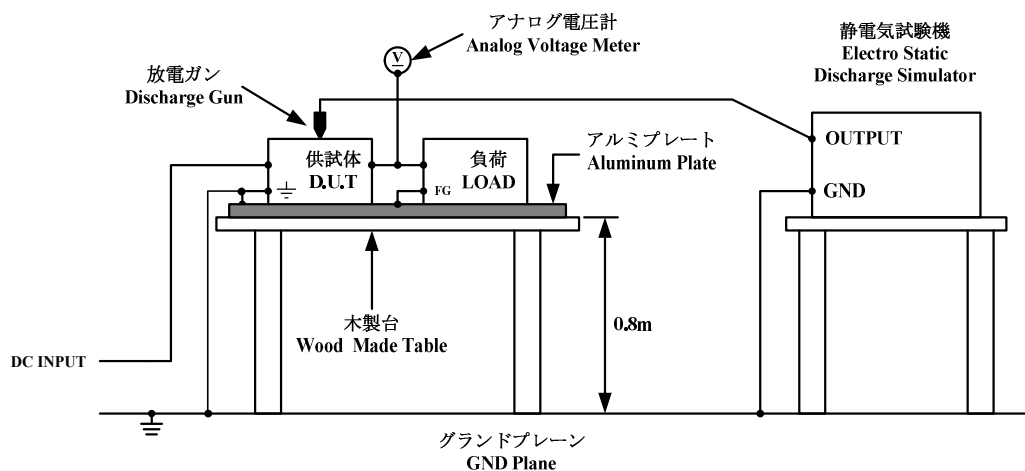 アナログ電圧計
Analog Voltage Meter
静電気試験機
Electro Static
Discharge Simulator
放電ガン
Discharge Gun
V
OUTPUT
アルミプレート
Aluminum Plate
供試体
D.U.T
負荷
LOAD
FG
GND
木製台
Wood Made Table
0.8m
DC INPUT
グランドプレーン
GND Plane